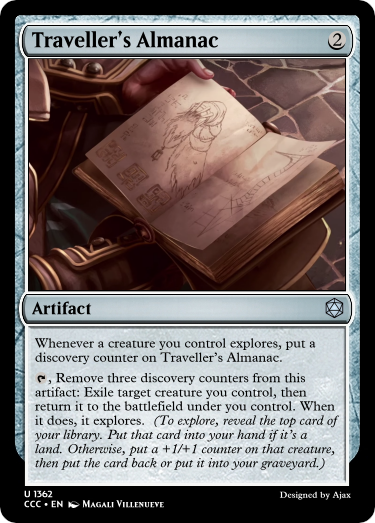 Traveller's Almanac 2
Artifact
Whenever a creature you control explores, put a
discovery counter on Traveller's Almanac.
, Remove three discovery counters from this
artifact: Exile target creature you control, then
return it to the battlefield under you control. When
it does, it explores. (To explore, reveal the top card of
your library. Put that card into your hand if it's a
land. Otherwise, put a +1/+1 counter on that creature,
then put the card back or put it into your graveyard.)
U 1362
CCC • EN Magali Villenueve
Designed by Ajax